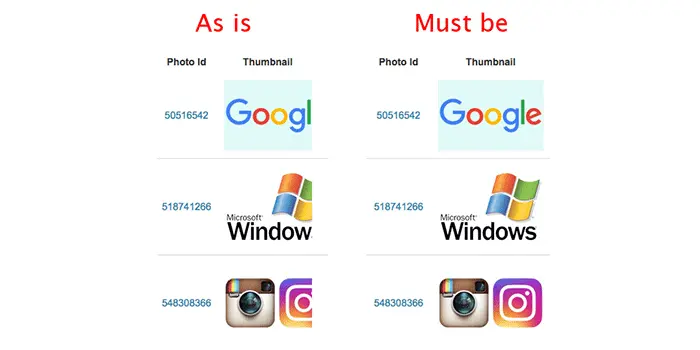 As is
Must be
Photo Id Thumbnail
Photo Id Thumbnail
50516542 Googl
50516542 Google
518741266 Microsoft Window
518741266 Microsoft Windows
548308366
548308366